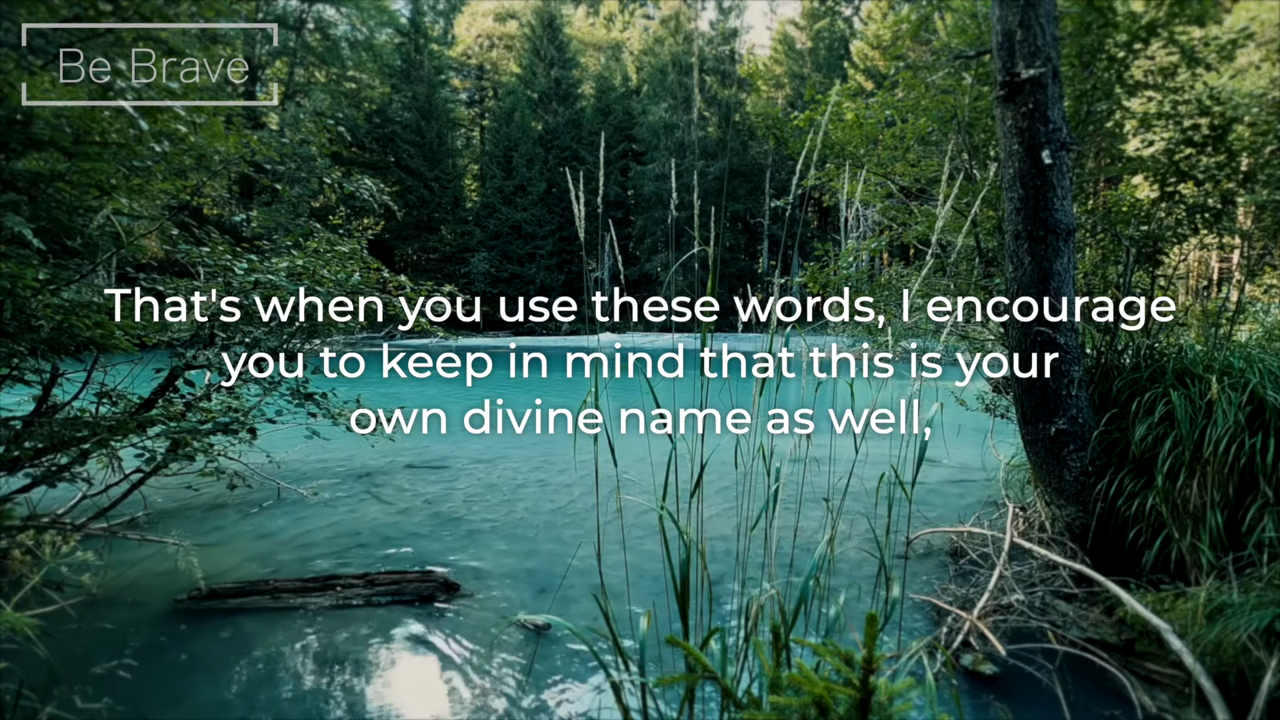 Be Brave
That's when you use these words, I encourage
you to keep in mind that this is your
own divine name as well,